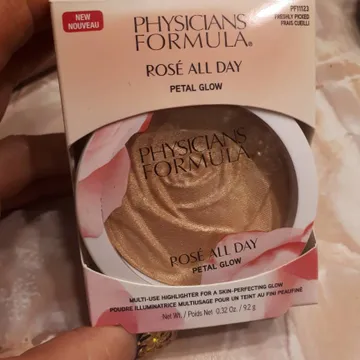 NEW
NOUVEAU
PHYSICIANS
FORMULA®
PF11123
FRESHLY PICKED
FRAIS CUEILLI
ROSÉ ALL DAY
PETAL GLOW
PHYSICIANS
FORMULA
ROSÉ ALL DAY
PETAL GLOW
MULTI-USE HIGHLIGHTER FOR A SKIN-PERFECTING GLOW
POUDRE ILLUMINATRICE MULTIUSAGE POUR UN TEINT AU FINI PEAUFINÉ
Net Wt. / Poids Net 0.32 Oz. / 9.2 g